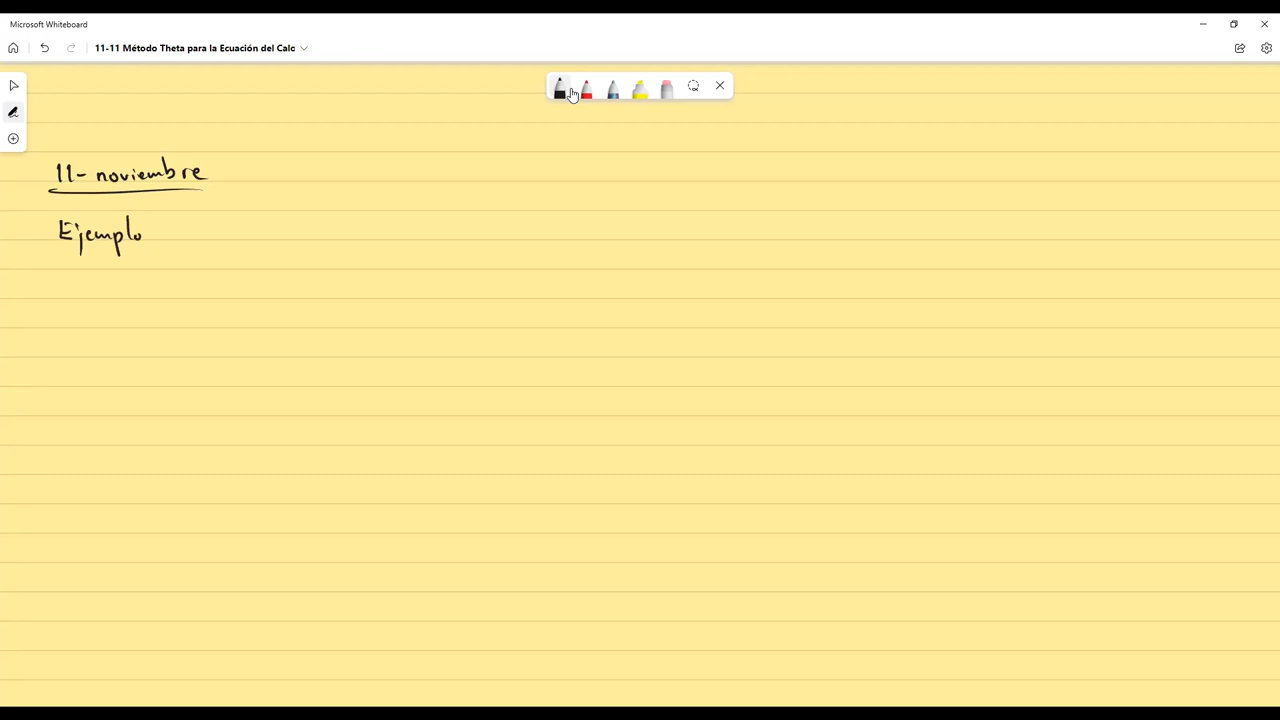 Microsoft Whiteboard
11-11 Método Theta para la Ecuación del Calc
11- noviembre
Ejemplo